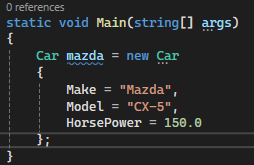 0 references
static void Main(string[] args)
{
Car mazda = new Car
{
Make = "Mazda",
Model = "CX-5",
HorsePower = 150.0
};
}